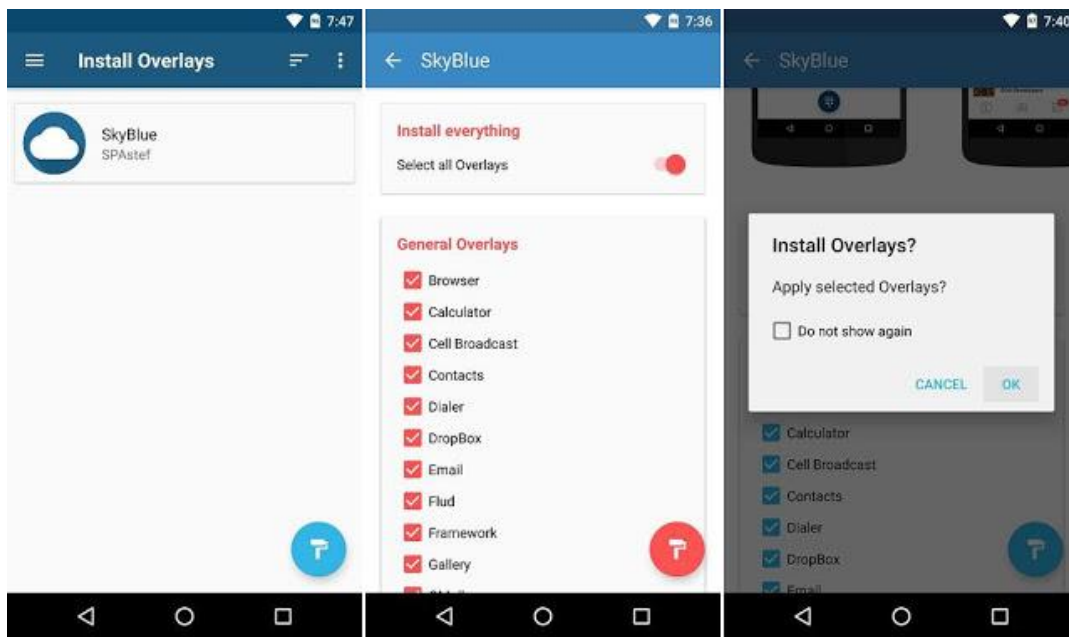 7:47
Install Overlays
SkyBlue
SPAstef
7:36
SkyBlue
Install everything
Select all Overlays
General Overlays
Browser
Calculator
Cell Broadcast
Contacts
Dialer
DropBox
Email
Flud
Framework
Gallery
7:40
SkyBlue
Install Overlays?
Apply selected Overlays?
Do not show again
CANCEL OK
Calculator
Cell Broadcast
Contacts
Dialer
DropBox
Email